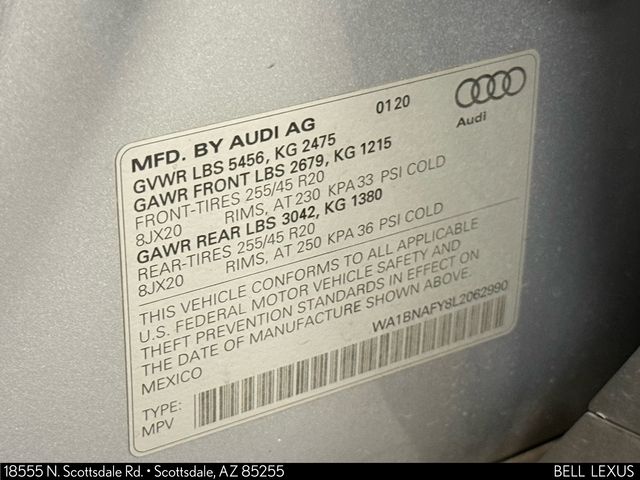 0120
Audi
MFD. BY AUDI AG
GVWR LBS 5456, KG 2475
GAWR FRONT LBS 2679, KG 1215
FRONT-TIRES 255/45 R20
8JX20 RIMS, AT 230 KPA 33 PSI COLD
GAWR REAR LBS 3042, KG 1380
REAR-TIRES 255/45 R20
8JX20 RIMS, AT 250 KPA 36 PSI COLD
THIS VEHICLE CONFORMS TO ALL APPLICABLE
U.S. FEDERAL MOTOR VEHICLE SAFETY AND
THEFT PREVENTION STANDARDS IN EFFECT ON
THE DATE OF MANUFACTURE SHOWN ABOVE.
MEXICO WA1BNAFY8L2062990
TYPE:
MPV
18555 N. Scottsdale Rd. • Scottsdale, AZ 85255 BELL LEXUS